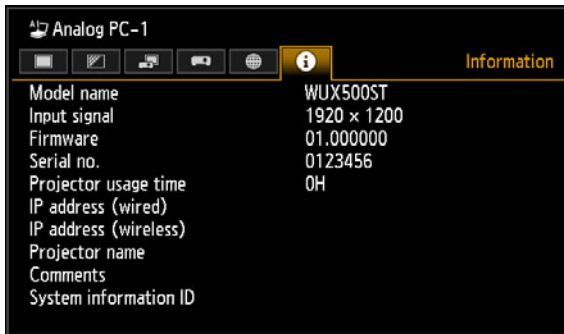 Analog PC-1
Information
Model name WUX500ST
Input signal 1920 × 1200
Firmware 01.000000
Serial no. 0123456
Projector usage time 0H
IP address (wired)
IP address (wireless)
Projector name
Comments
System information ID